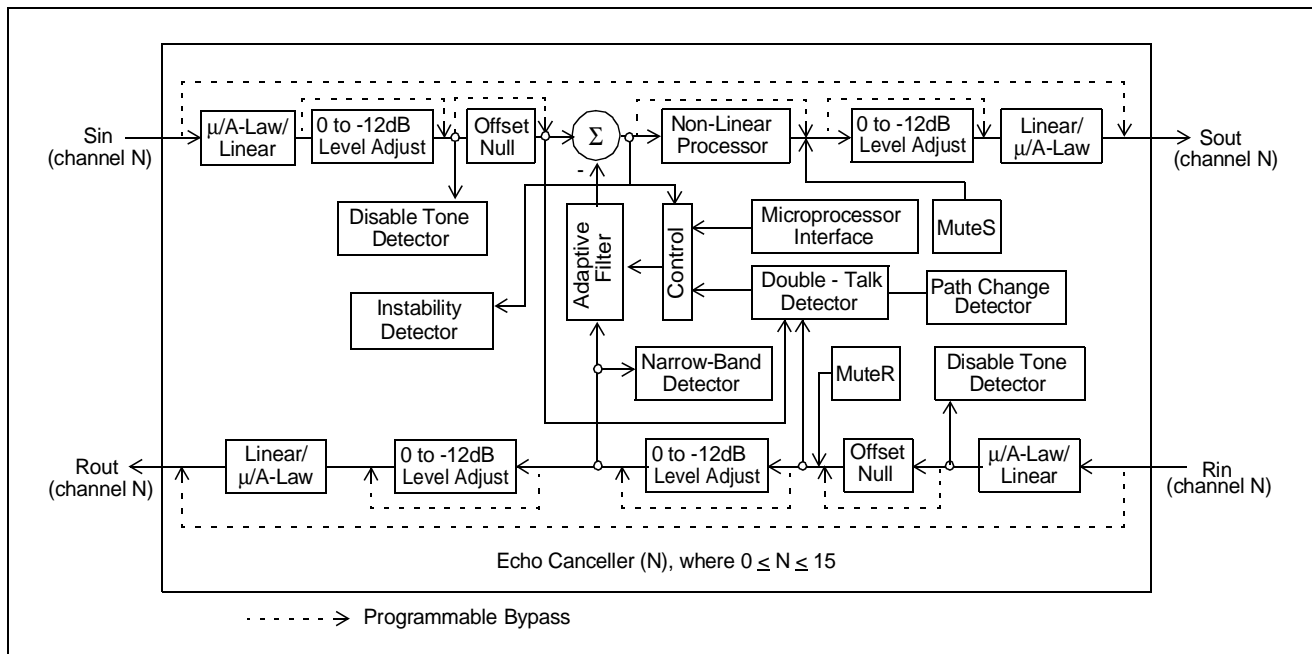 Sin
(channel N)
μ/A-Law/
Linear
0 to -12dB
Level Adjust
Offset
Null
Σ
-
Non-Linear
Processor
0 to -12dB
Level Adjust
Linear/
μ/A-Law
Sout
(channel N)
Disable Tone
Detector
Adaptive
Filter
Control
Microprocessor
Interface
MuteS
Instability
Detector
Double - Talk
Detector
Path Change
Detector
Narrow-Band
Detector
MuteR
Disable Tone
Detector
Rout
(channel N)
Linear/
μ/A-Law
0 to -12dB
Level Adjust
0 to -12dB
Level Adjust
Offset
Null
μ/A-Law/
Linear
Rin
(channel N)
Echo Canceller (N), where 0 ≤ N ≤ 15
Programmable Bypass